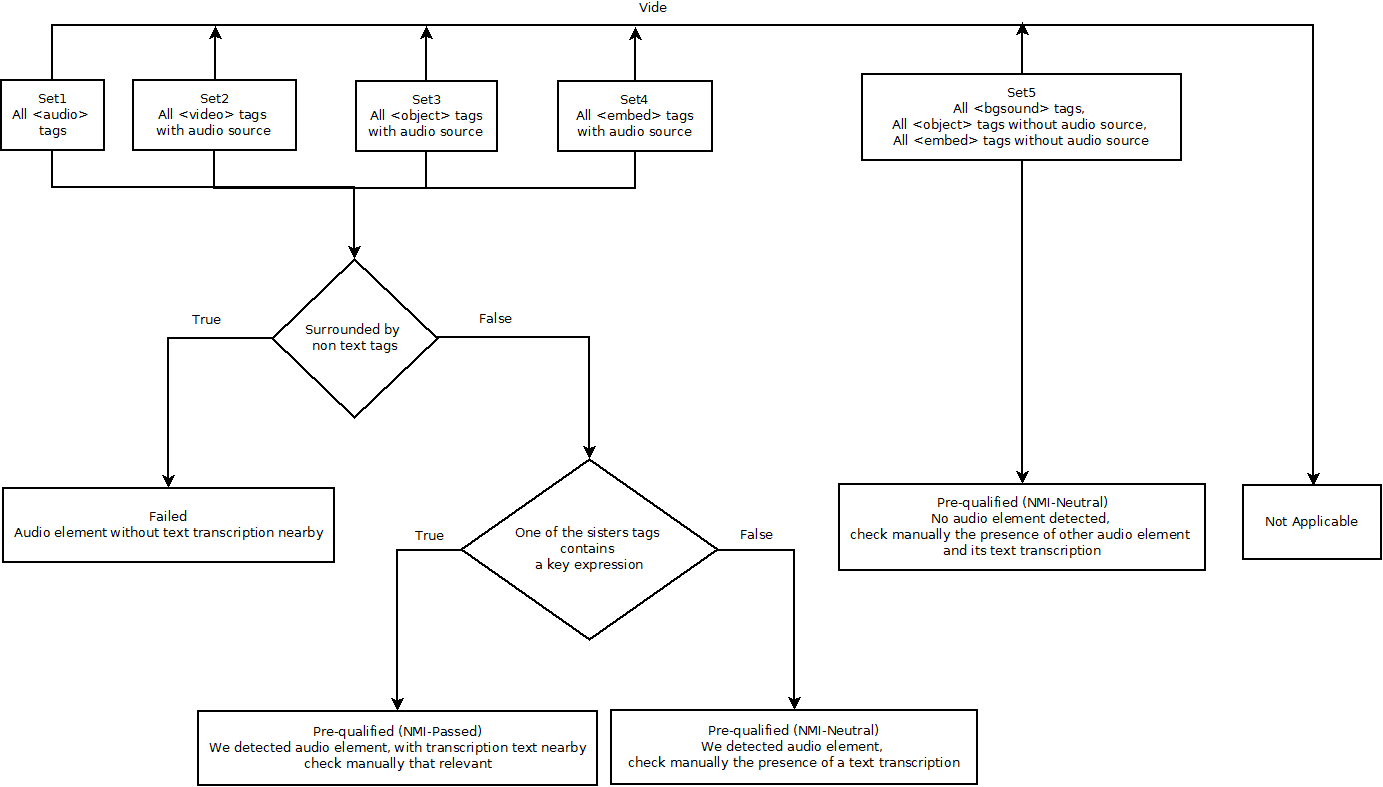 Vide
Set1
All <audio>
tags
Set2
All <video> tags
with audio source
Set3
All <object> tags
with audio source
Set4
All <embed> tags
with audio source
Set5
All <bgsound> tags,
All <object> tags without audio source,
All <embed> tags without audio source
True
Surrounded by
non text tags
False
Failed
Audio element without text transcription nearby
True
One of the sisters tags
contains
a key expression
False
Pre-qualified (NMI-Neutral)
No audio element detected,
check manually the presence of other audio element
and its text transcription
Not Applicable
Pre-qualified (NMI-Passed)
We detected audio element, with transcription text nearby
check manually that relevant
Pre-qualified (NMI-Neutral)
We detected audio element,
check manually the presence of a text transcription